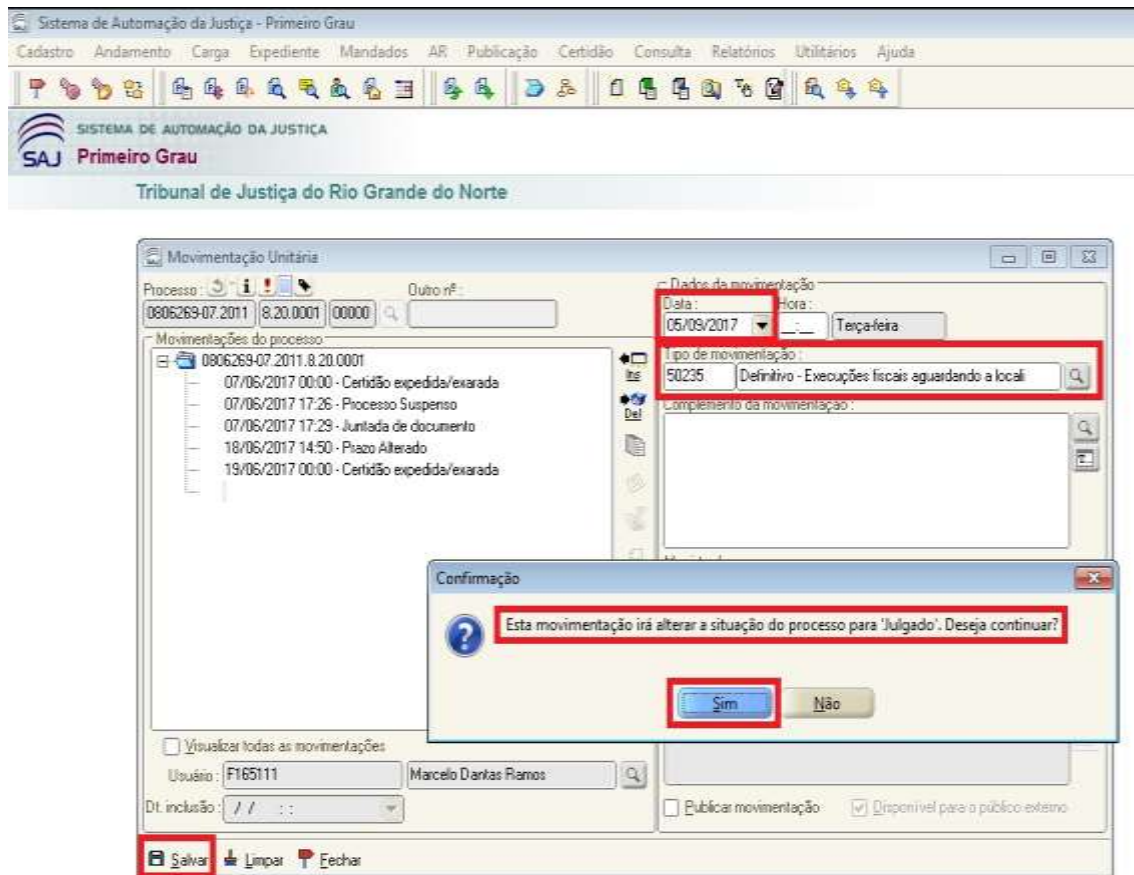 Sistema de Automação da Justiça - Primeiro Grau
Cadastro Andamento Carga Expediente Mandados AR Publicação Certidão Consulta Relatórios Utilitários Ajuda
SISTEMA DE AUTOMAÇÃO DA JUSTIÇA
SAJ Primeiro Grau
Tribunal de Justiça do Rio Grande do Norte
Movimentação Unitária
Processo : Outro nº :
0806269-07.2011 8.20.0001 00000
Movimentações do processo
0806269-07.2011.8.20.0001
07/06/2017 00:00 - Certidão expedida/exarada
07/06/2017 17:26 - Processo Suspenso
07/06/2017 17:29 - Juntada de documento
18/06/2017 14:50 - Prazo Alterado
19/06/2017 00:00 - Certidão expedida/exarada
Ins
Del
Dados da movimentação
Data : Hora :
05/09/2017 __:__ Terça-feira
Tipo de movimentação :
50235 Definitivo - Execuções fiscais aguardando a locali
Complemento da movimentação :
Confirmação
Esta movimentação irá alterar a situação do processo para 'Julgado'. Deseja continuar?
Sim Não
Visualizar todas as movimentações
Usuário : F165111 Marcelo Dantas Ramos
Dt. inclusão : / / : :
Publicar movimentação Disponível para o público externo
Salvar Limpar Fechar